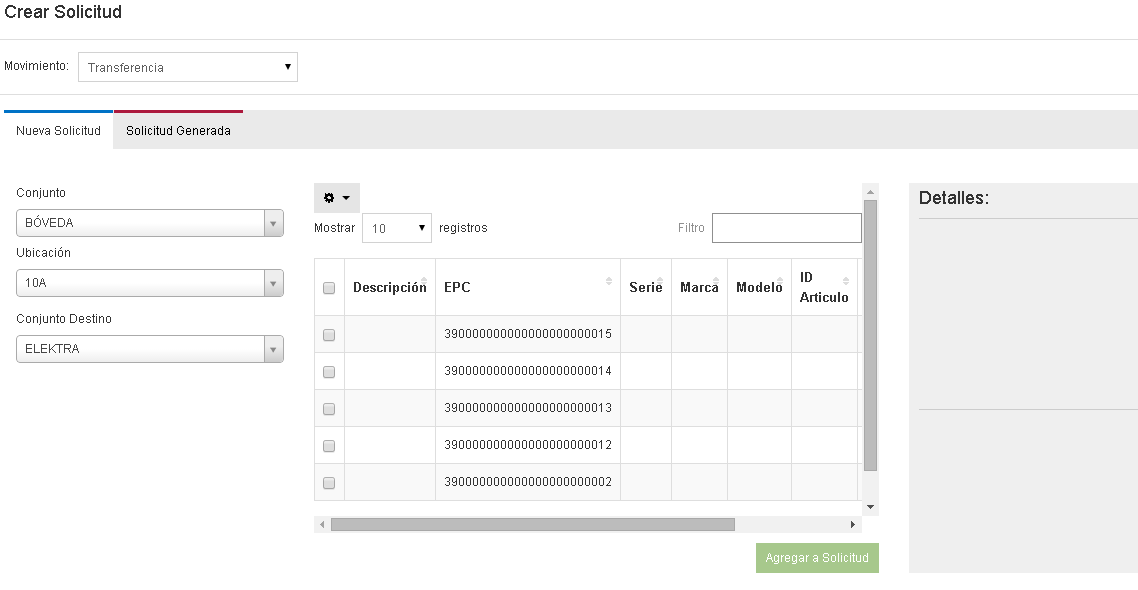 Crear Solicitud
Movimiento: Transferencia
Nueva Solicitud Solicitud Generada
Conjunto
BÓVEDA
Ubicación
10A
Conjunto Destino
ELEKTRA
Mostrar 10 registros Filtro
Descripción EPC Serie Marca Modelo ID Articulo
390000000000000000000015
390000000000000000000014
390000000000000000000013
390000000000000000000012
390000000000000000000002
Agregar a Solicitud
Detalles: